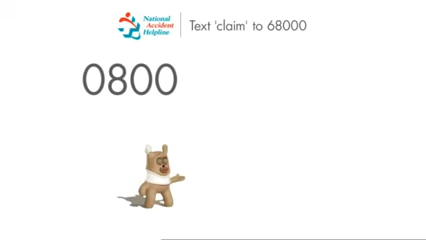 National
Accident
Helpline
Text 'claim' to 68000
0800